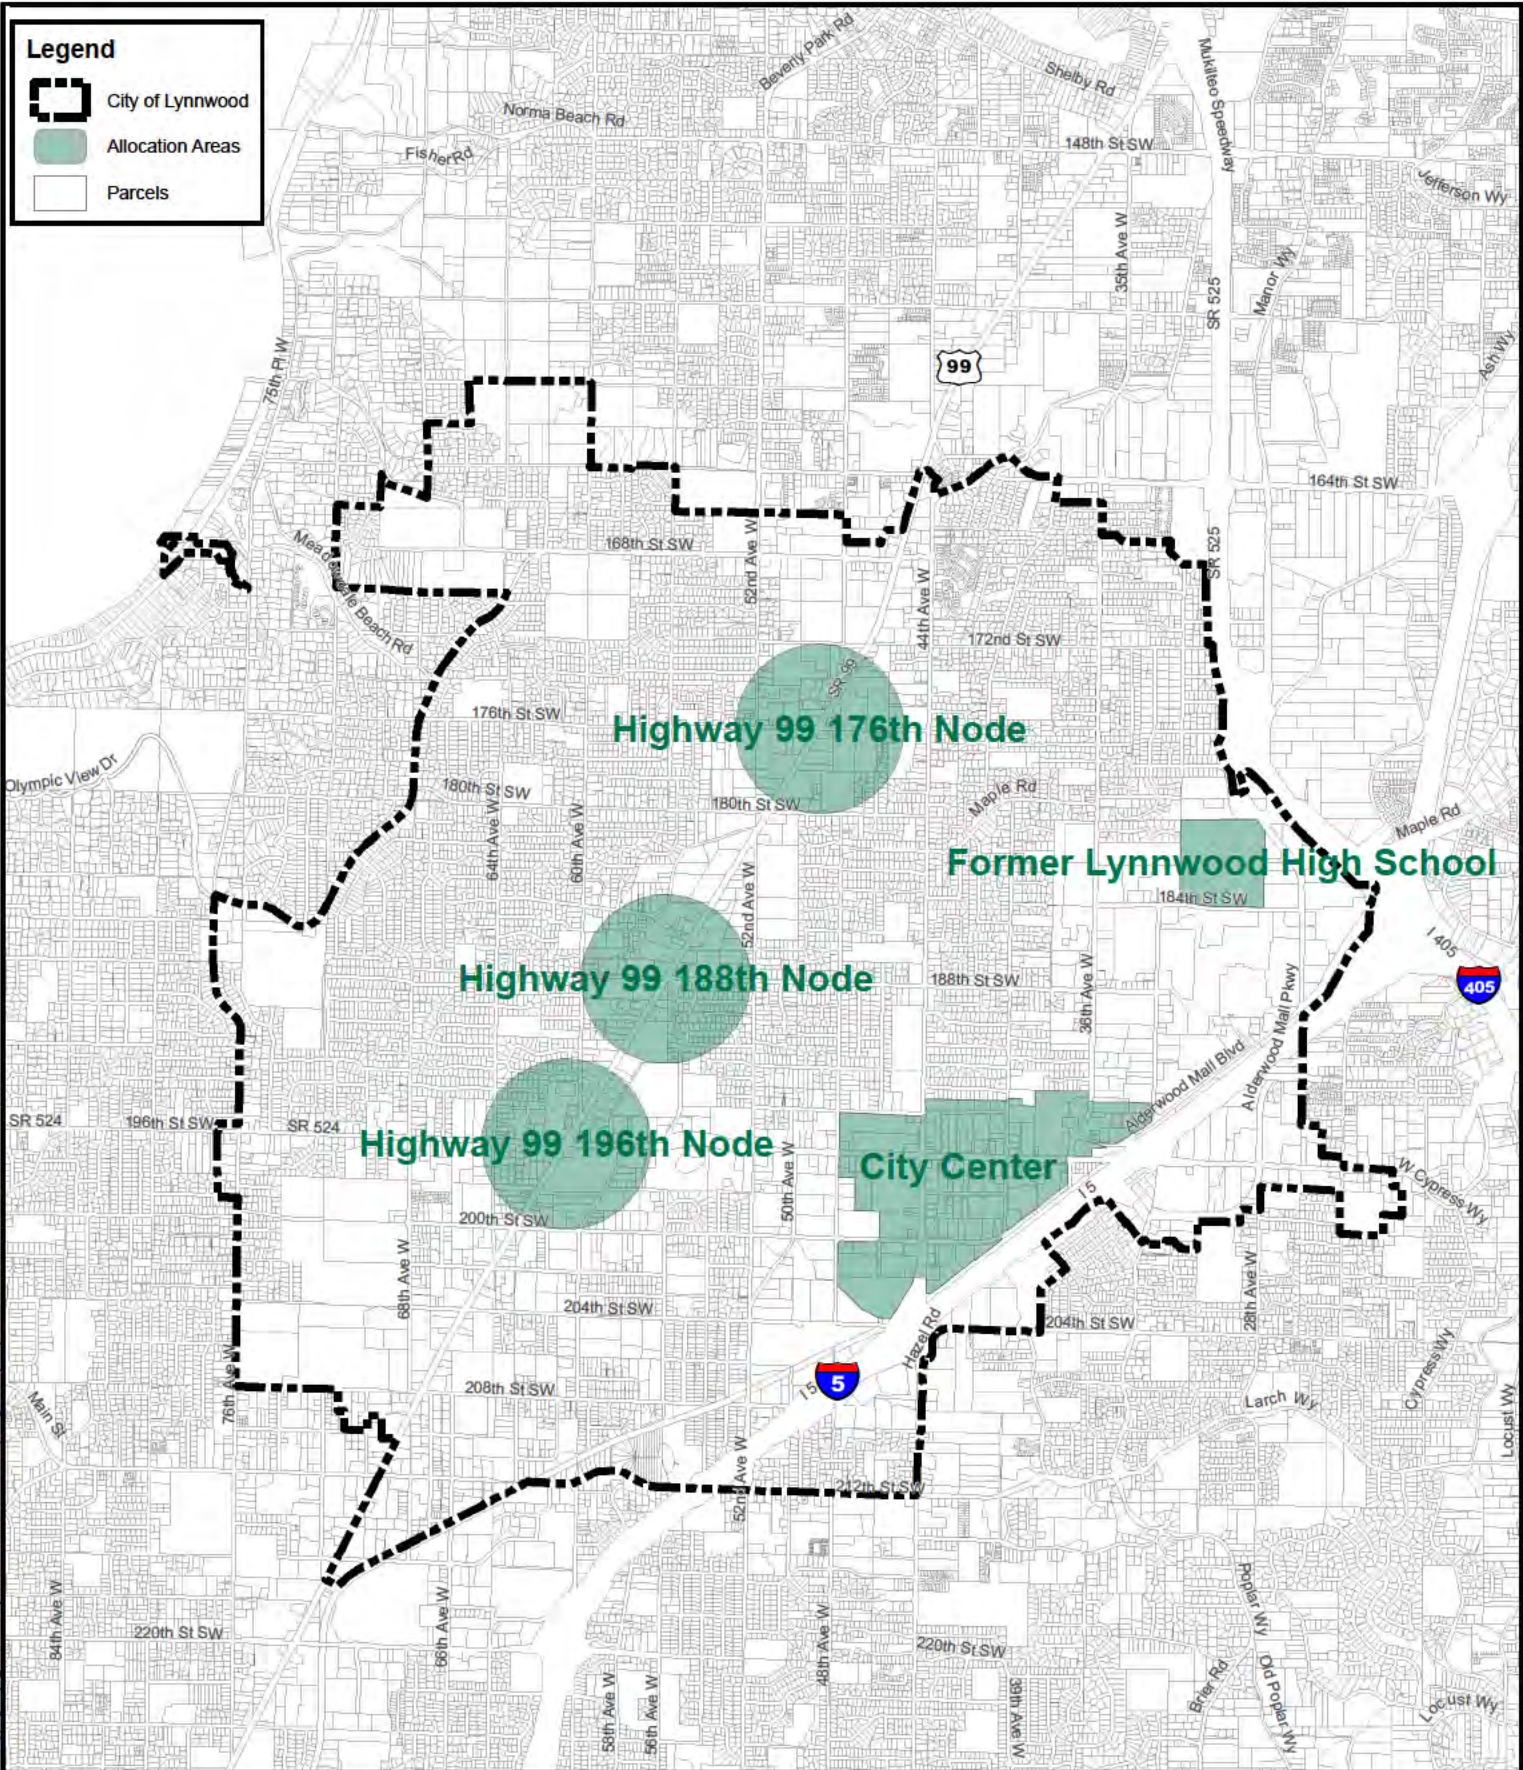 Legend
City of Lynnwood
Allocation Areas
Parcels
Beverly Park Rd
Shelby Rd
Mukilteo Speedway
Norma Beach Rd
Fisher Rd
148th St SW
Jefferson Wy
35th Ave W
SR 525
Manor Wy
Ash Wy
75th Pl W
99
164th St SW
SR 525
168th St SW
52nd Ave W
Meadowdale Beach Rd
44th Ave W
172nd St SW
SR 99
176th St SW
Highway 99 176th Node
Olympic View Dr
180th St SW
180th St SW
Maple Rd
Maple Rd
64th Ave W
60th Ave W
Former Lynnwood High School
184th St SW
52nd Ave W
I 405
405
Highway 99 188th Node
188th St SW
36th Ave W
Alderwood Mall Pkwy
Alderwood Mall Blvd
SR 524
196th St SW
SR 524
Highway 99 196th Node
50th Ave W
City Center
I 5
W Cypress Wy
200th St SW
68th Ave W
204th St SW
Hazel Rd
204th St SW
28th Ave W
Cypress Wy
76th Ave W
208th St SW
I 5
5
Larch Wy
Locust Wy
Main St
52nd Ave W
212th St SW
84th Ave W
220th St SW
66th Ave W
48th Ave W
220th St SW
Poplar Wy
58th Ave W
56th Ave W
39th Ave W
Brier Rd
Old Poplar Wy
Locust Wy